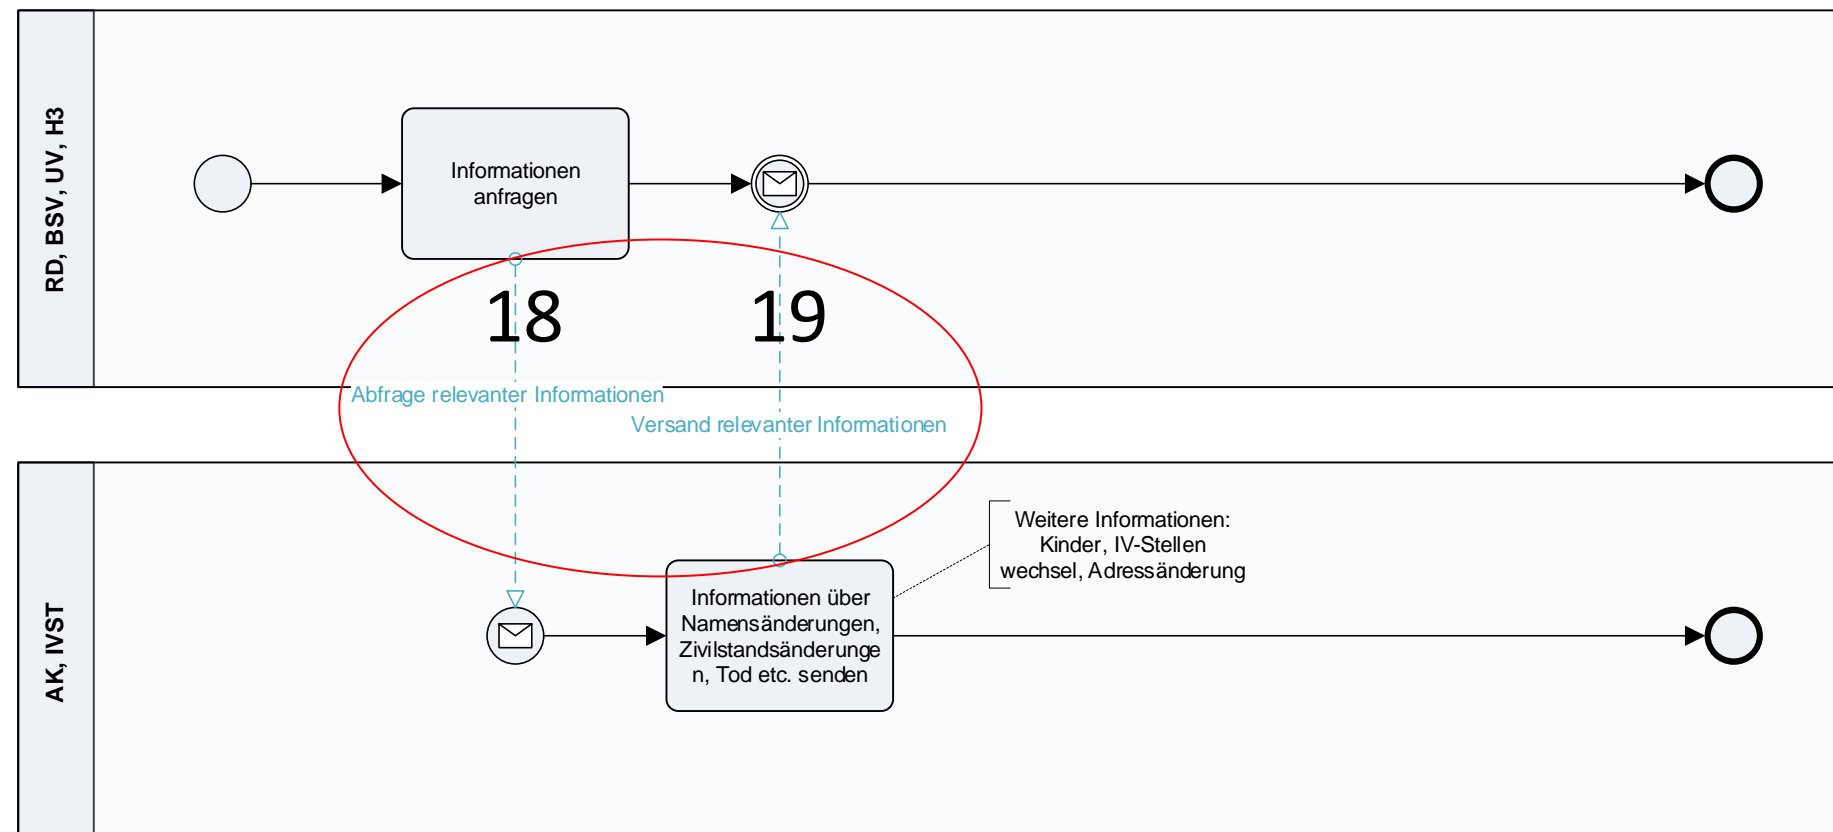 RD, BSV, UV, H3
Informationen
anfragen
18
19
Abfrage relevanter Informationen
Versand relevanter Informationen
AK, IVST
Informationen über
Namensänderungen,
Zivilstandsänderunge
n, Tod etc. senden
Weitere Informationen:
Kinder, IV-Stellen
wechsel, Adressänderung